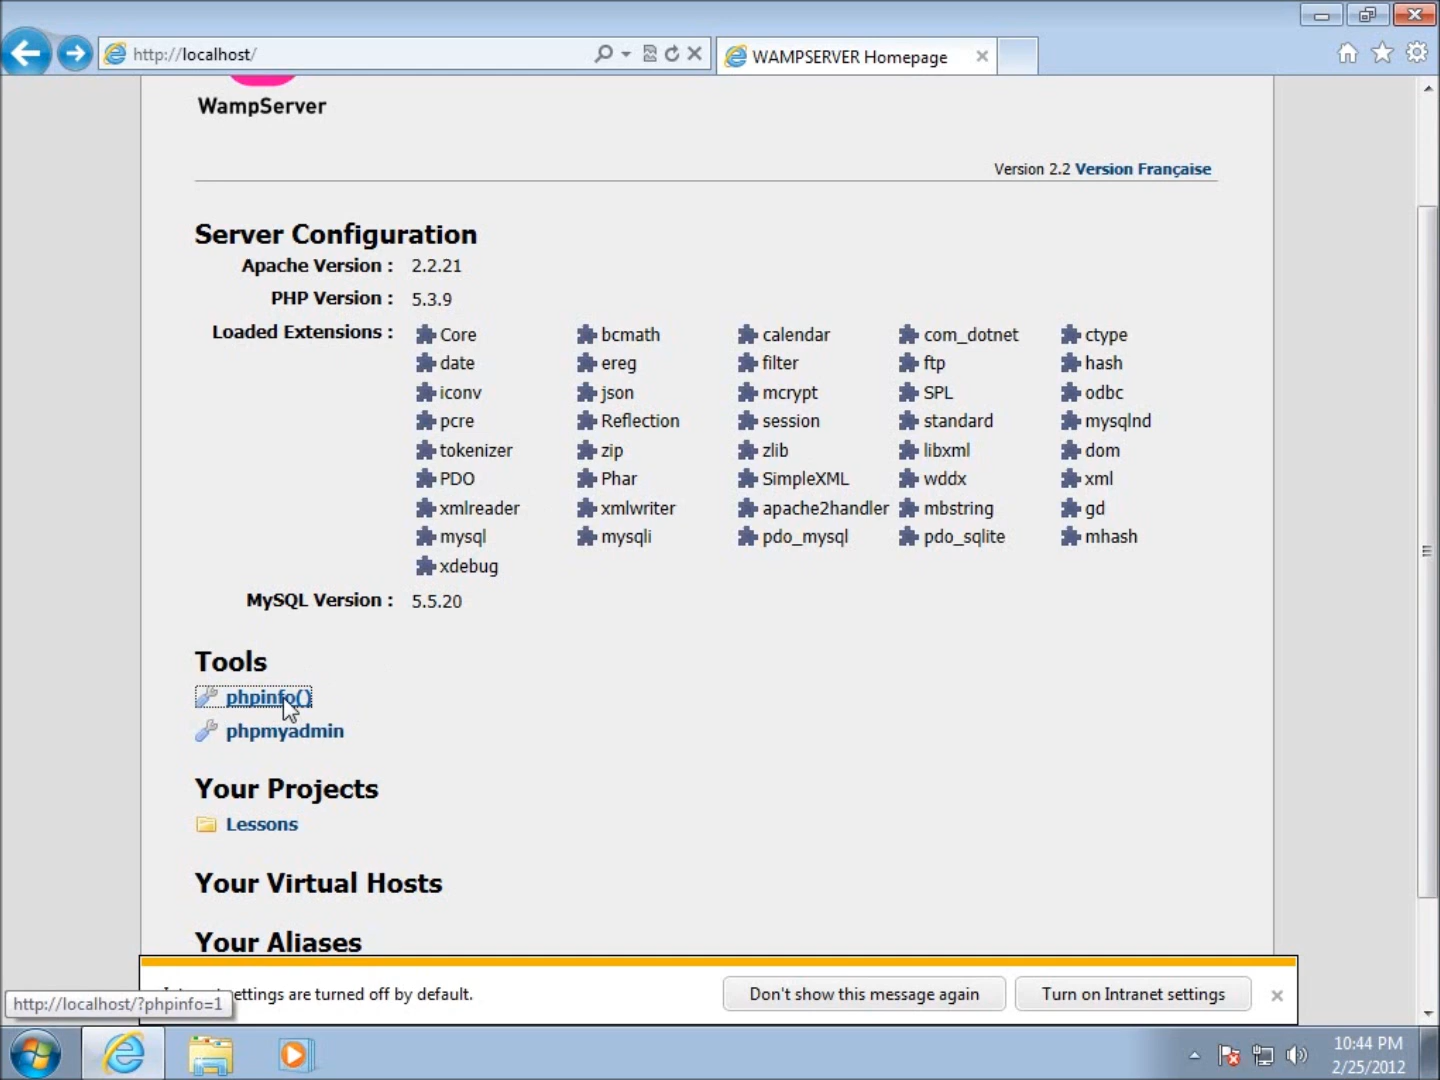 http://localhost/
WAMPSERVER Homepage
WampServer
Version 2.2 Version Française
Server Configuration
Apache Version : 2.2.21
PHP Version : 5.3.9
Loaded Extensions :
Core bcmath calendar com_dotnet ctype
date ereg filter ftp hash
iconv json mcrypt SPL odbc
pcre Reflection session standard mysqlnd
tokenizer zip zlib libxml dom
PDO Phar SimpleXML wddx xml
xmlreader xmlwriter apache2handler mbstring gd
mysql mysqli pdo_mysql pdo_sqlite mhash
xdebug
MySQL Version : 5.5.20
Tools
phpinfo()
phpmyadmin
Your Projects
Lessons
Your Virtual Hosts
Your Aliases
settings are turned off by default.
Don't show this message again
Turn on Intranet settings
http://localhost/?phpinfo=1
10:44 PM
2/25/2012